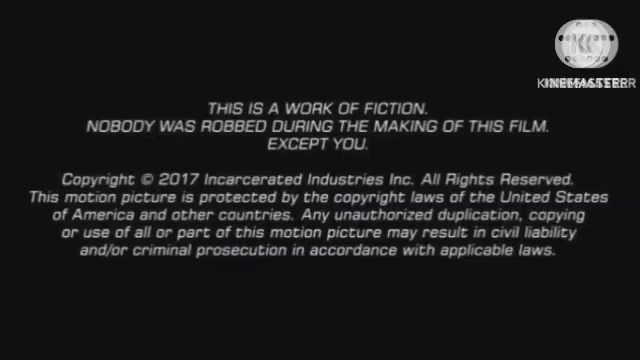 KINEMASTER
THIS IS A WORK OF FICTION.
NOBODY WAS ROBBED DURING THE MAKING OF THIS FILM.
EXCEPT YOU.
Copyright © 2017 Incarcerated Industries Inc. All Rights Reserved.
This motion picture is protected by the copyright laws of the United States
of America and other countries. Any unauthorized duplication, copying
or use of all or part of this motion picture may result in civil liability
and/or criminal prosecution in accordance with applicable laws.